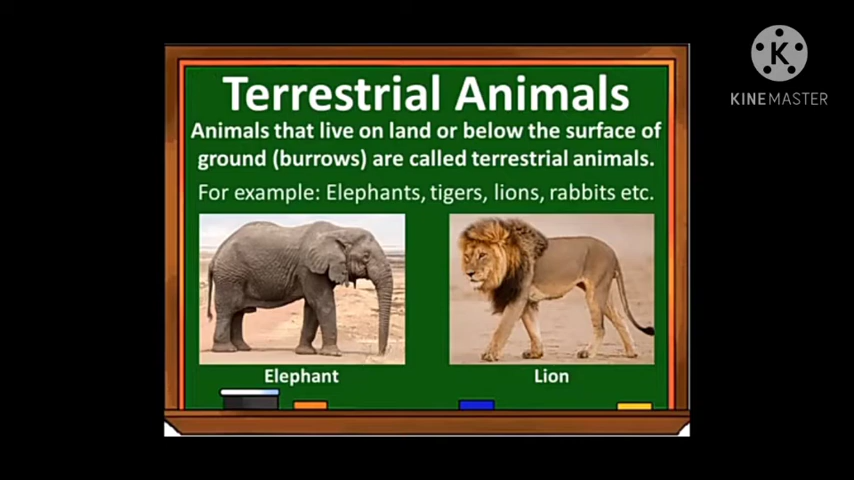 Terrestrial Animals
Animals that live on land or below the surface of
ground (burrows) are called terrestrial animals.
For example: Elephants, tigers, lions, rabbits etc.
Elephant
Lion
K
KINEMASTER